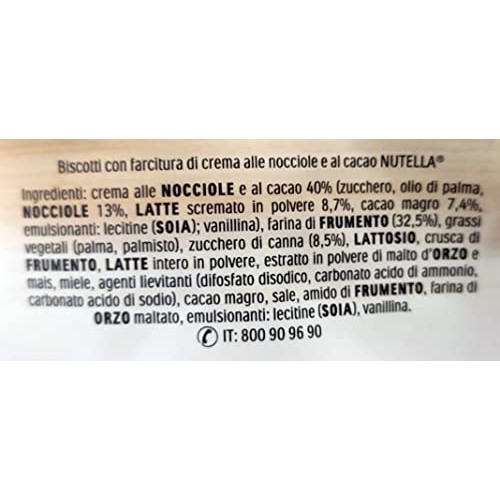 Biscotti con farcitura di crema alle nocciole e al cacao NUTELLA®
Ingredienti: crema alle NOCCIOLE e al cacao 40% (zucchero, olio di palma,
NOCCIOLE 13%, LATTE scremato in polvere 8,7%, cacao magro 7,4%,
emulsionanti: lecitine (SOIA); vanillina), farina di FRUMENTO (32,5%), grassi
vegetali (palma, palmisto), zucchero di canna (8,5%), LATTOSIO, crusca di
FRUMENTO, LATTE intero in polvere, estratto in polvere di malto d'ORZO e
mais, miele, agenti lievitanti (difosfato disodico, carbonato acido di ammonio,
carbonato acido di sodio), cacao magro, sale, amido di FRUMENTO, farina di
ORZO maltato, emulsionanti: lecitine (SOIA), vanillina.
IT: 800 90 96 90